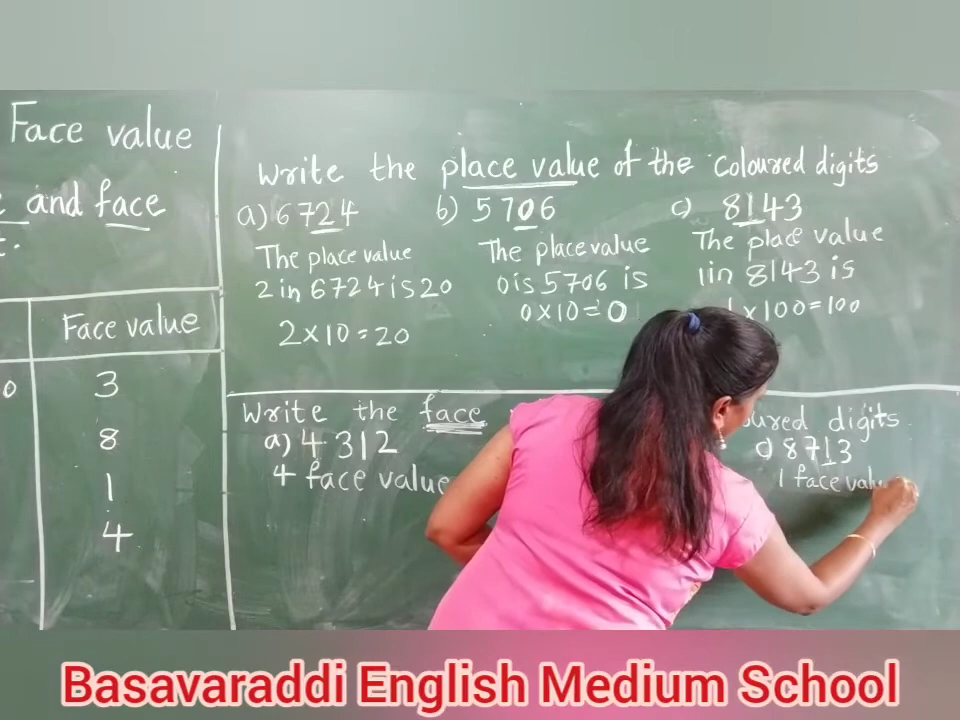 Face value
and face
t:
Face value
0 3
8
1
4
Write the place value of the Coloured digits
a) 6724
The place value
2 in 6724 is 20
2×10=20
b) 5706
The place value
0 is 5706 is
0×10=0
c) 8143
The place value
1 in 8143 is
1×100=100
Write the face
oured digits
a) 4312
4 face value
c) 8713
1 face valu
Basavaraddi English Medium School